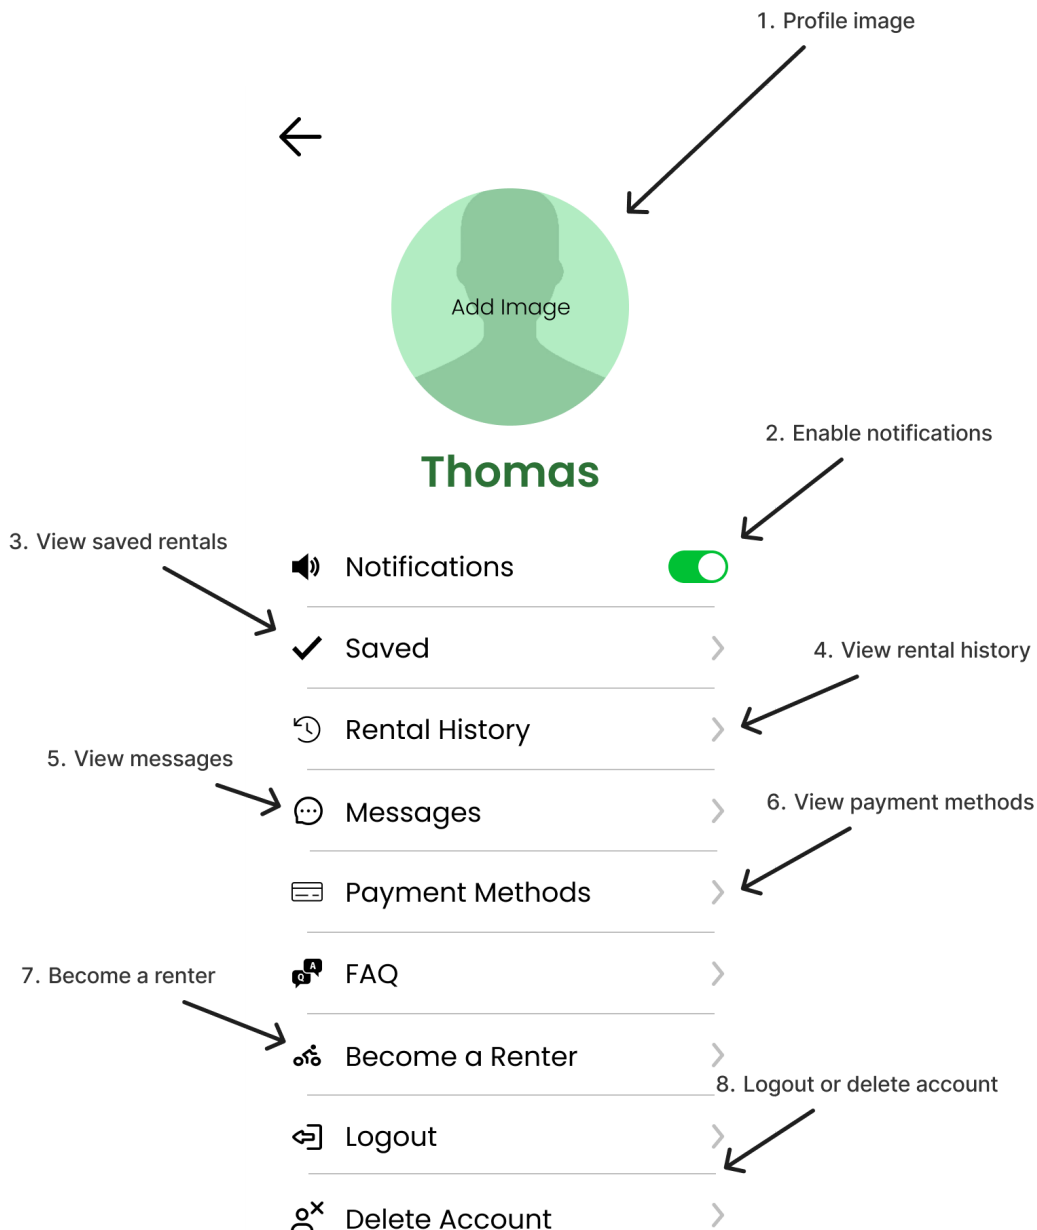 1. Profile image
Add Image
2. Enable notifications
Thomas
3. View saved rentals
Notifications
Saved
4. View rental history
Rental History
5. View messages
Messages
6. View payment methods
Payment Methods
Q A
FAQ
7. Become a renter
Become a Renter
8. Logout or delete account
Logout
Delete Account